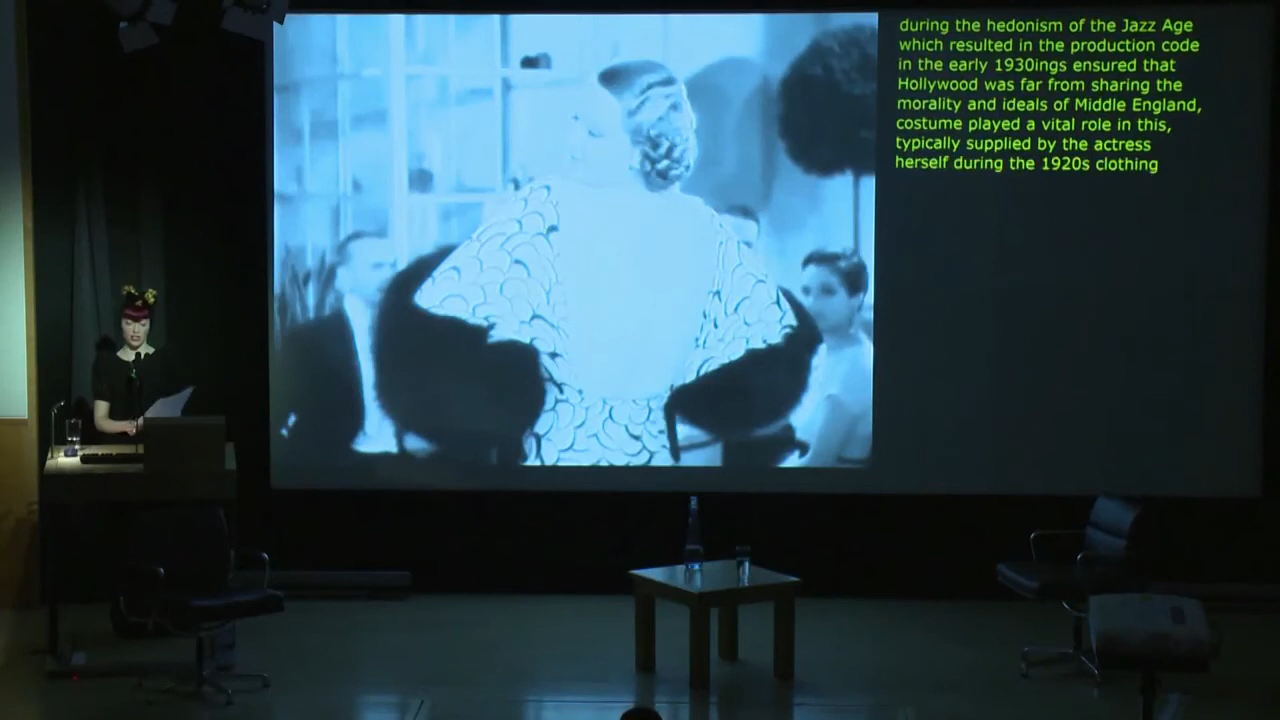 during the hedonism of the Jazz Age
which resulted in the production code
in the early 1930ings ensured that
Hollywood was far from sharing the
morality and ideals of Middle England,
costume played a vital role in this,
typically supplied by the actress
herself during the 1920s clothing